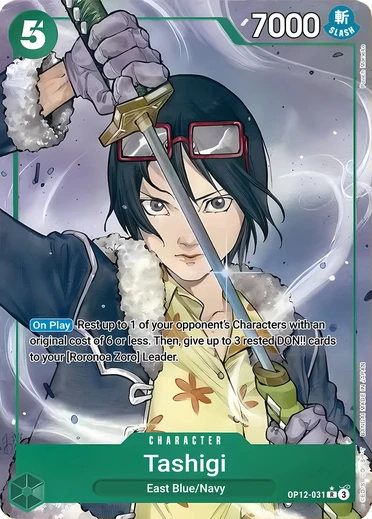 5
7000
斬
SLASH
On Play Rest up to 1 of your opponent's Characters with an
original cost of 6 or less. Then, give up to 3 rested DON!! cards
to your [Roronoa Zoro] Leader.
CHARACTER
Tashigi
East Blue/Navy
OP12-031 R 3